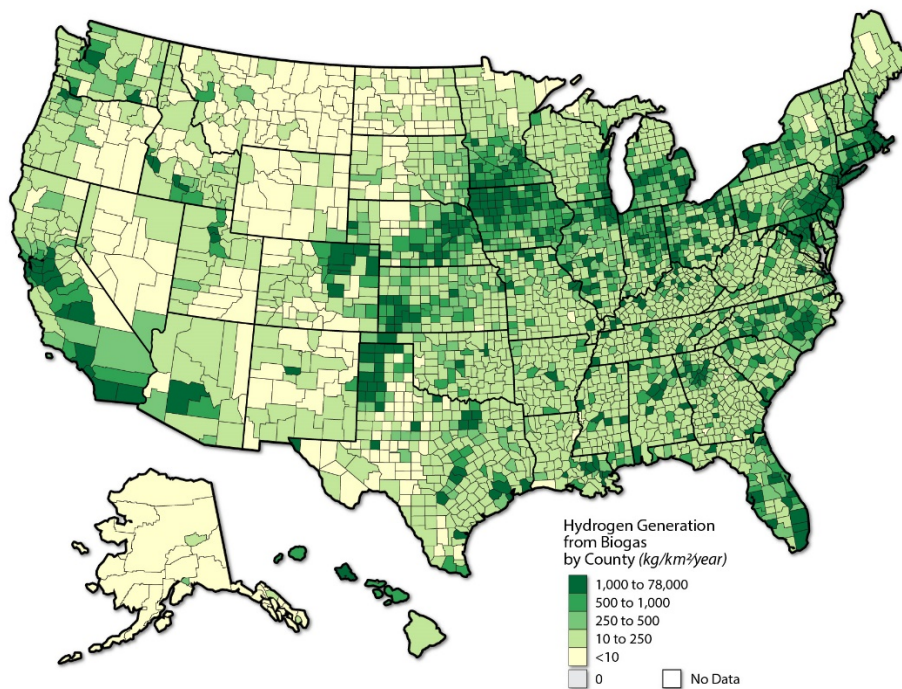 Hydrogen Generation
from Biogas
by County (kg/km²/year)
1,000 to 78,000
500 to 1,000
250 to 500
10 to 250
<10
0
No Data